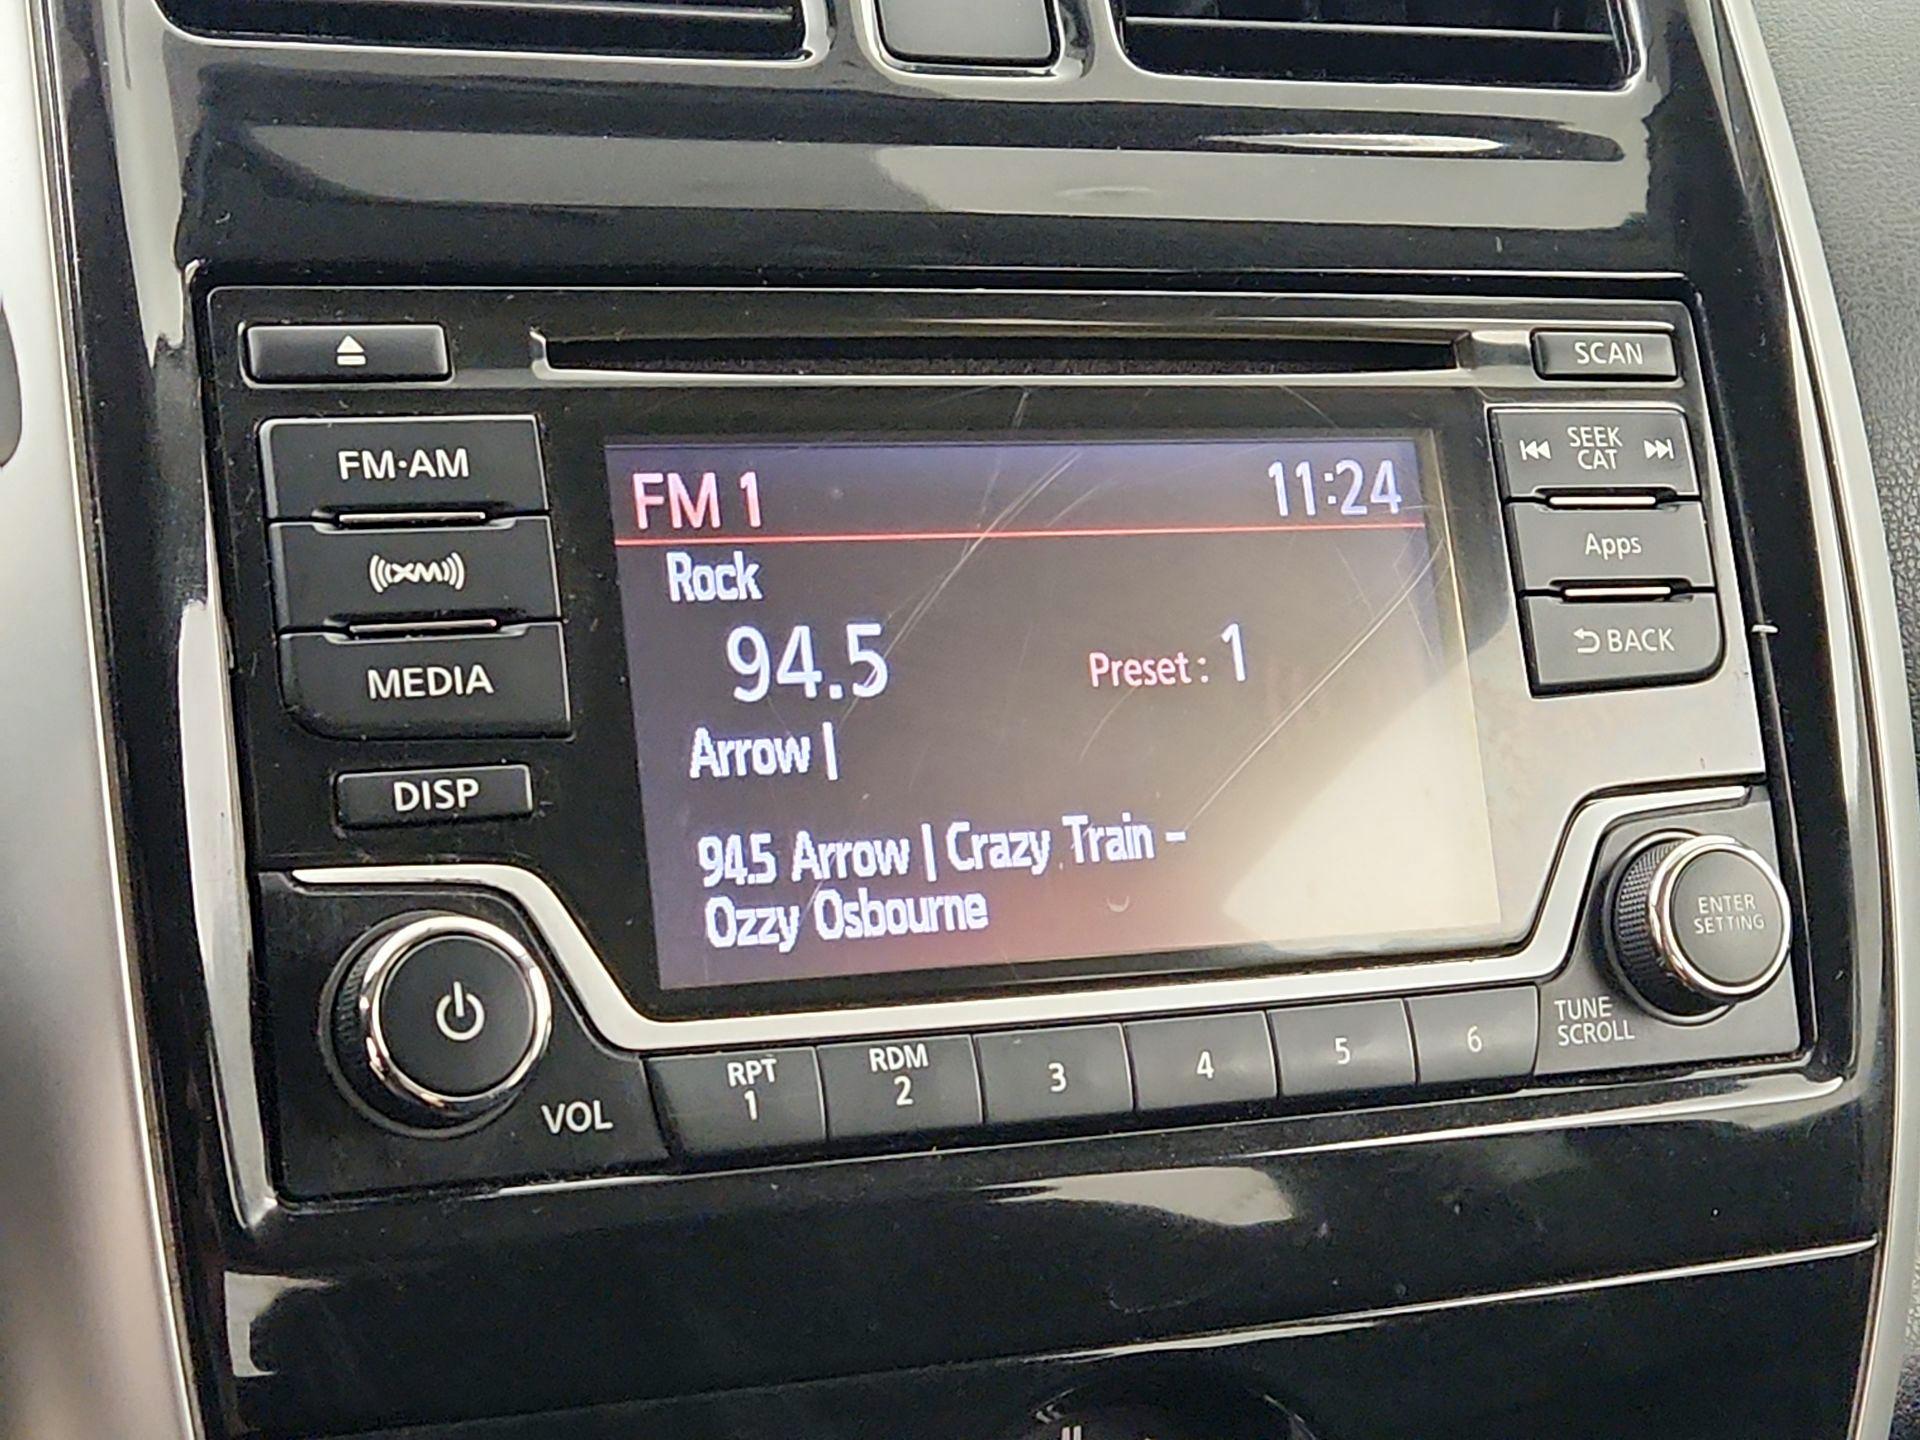 SCAN
FM·AM
SEEK
CAT
FM 1 11:24
Rock
XM
Apps
94.5 Preset : 1
BACK
MEDIA
Arrow |
DISP
94.5 Arrow | Crazy Train -
Ozzy Osbourne
ENTER
SETTING
TUNE
SCROLL
VOL
RPT
1
RDM
2
3
4
5
6